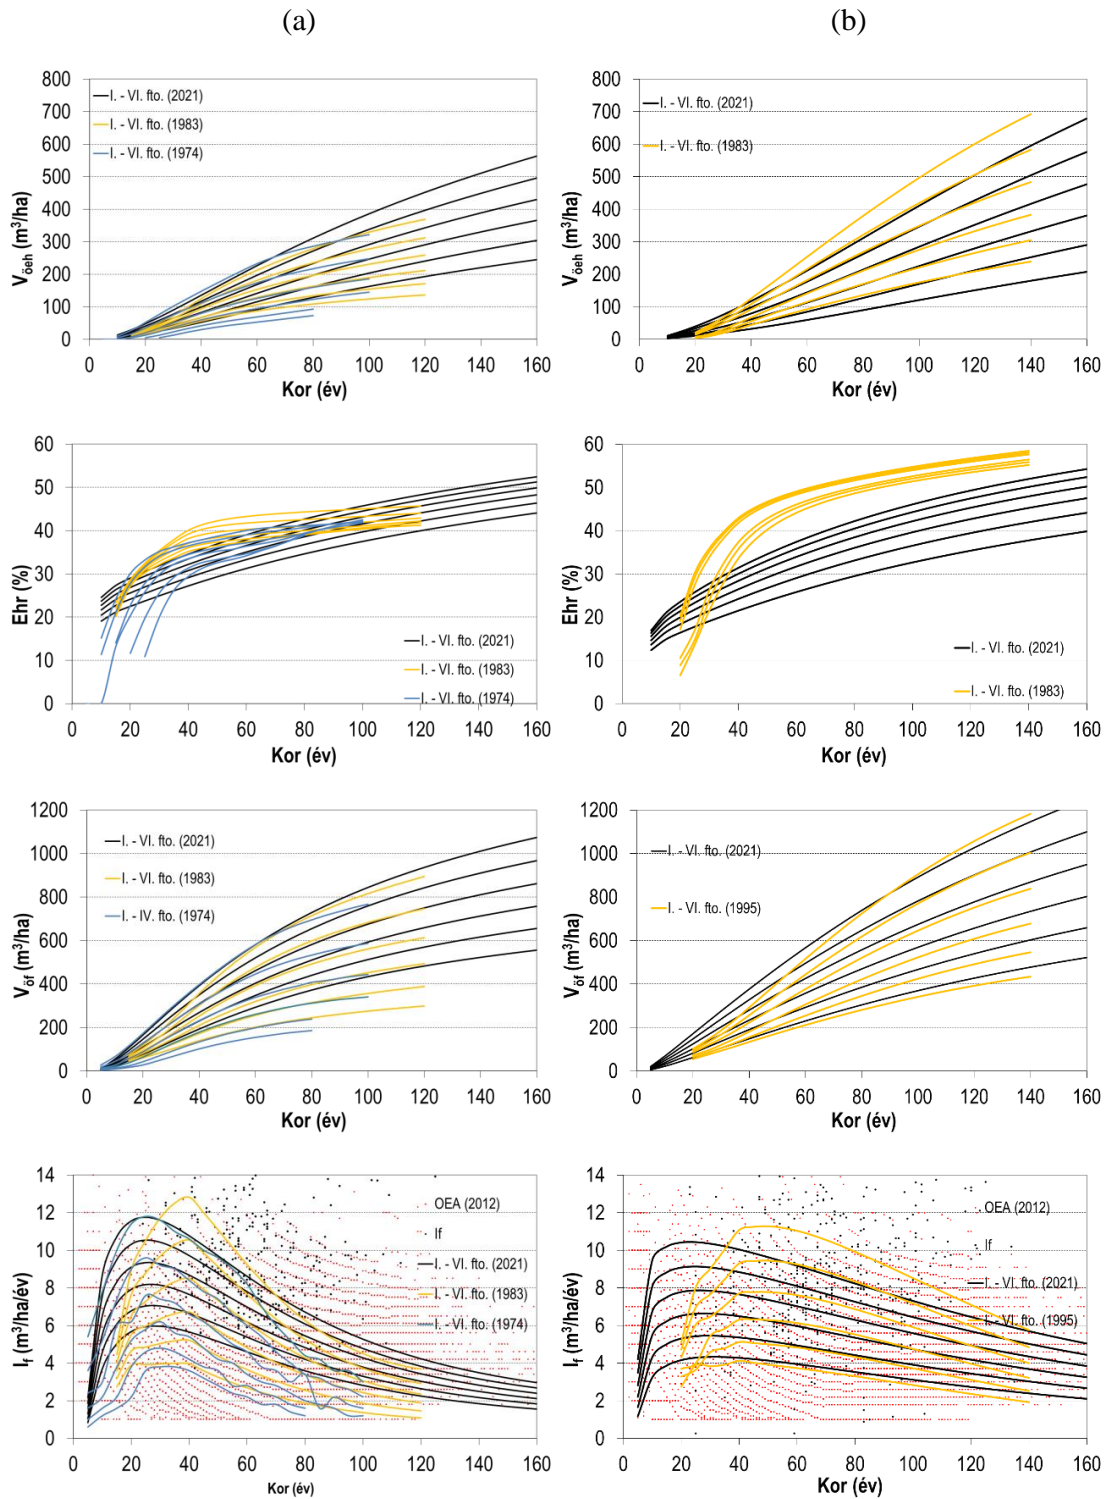 (a) (b)
800
700
600
500
400
300
200
100
0
Vöeh (m³/ha)
I. - VI. fto. (2021)
I. - VI. fto. (1983)
I. - VI. fto. (1974)
0 20 40 60 80 100 120 140 160
Kor (év)
800
700
600
500
400
300
200
100
0
Vöeh (m³/ha)
I. - VI. fto. (2021)
I. - VI. fto. (1983)
0 20 40 60 80 100 120 140 160
Kor (év)
60
50
40
30
20
10
0
Ehr (%)
I. - VI. fto. (2021)
I. - VI. fto. (1983)
I. - VI. fto. (1974)
0 20 40 60 80 100 120 140 160
Kor (év)
60
50
40
30
20
10
0
Ehr (%)
I. - VI. fto. (2021)
I. - VI. fto. (1983)
0 20 40 60 80 100 120 140 160
Kor (év)
1200
1000
800
600
400
200
0
Vöf (m³/ha)
I. - VI. fto. (2021)
I. - VI. fto. (1983)
I. - IV. fto. (1974)
0 20 40 60 80 100 120 140 160
Kor (év)
1200
1000
800
600
400
200
0
Vöf (m³/ha)
I. - VI. fto. (2021)
I. - VI. fto. (1995)
0 20 40 60 80 100 120 140 160
Kor (év)
14
12
10
8
6
4
2
0
If (m³/ha/év)
OEA (2012)
If
I. - VI. fto. (2021)
I. - VI. fto. (1983)
I. - VI. fto. (1974)
0 20 40 60 80 100 120 140 160
Kor (év)
14
12
10
8
6
4
2
0
If (m³/ha/év)
OEA (2012)
If
I. - VI. fto. (2021)
I. - VI. fto. (1995)
0 20 40 60 80 100 120 140 160
Kor (év)